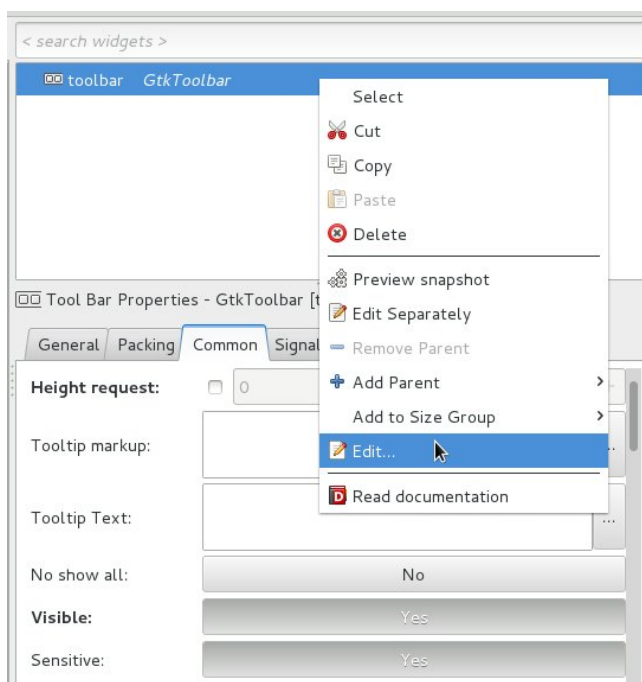 < search widgets >
toolbar GtkToolbar
Select
Cut
Copy
Paste
Delete
Preview snapshot
Edit Separately
Remove Parent
Add Parent
Add to Size Group
Edit...
Read documentation
Tool Bar Properties - GtkToolbar [t
General Packing Common Signal
Height request: 0
Tooltip markup:
Tooltip Text: ...
No show all: No
Visible: Yes
Sensitive: Yes